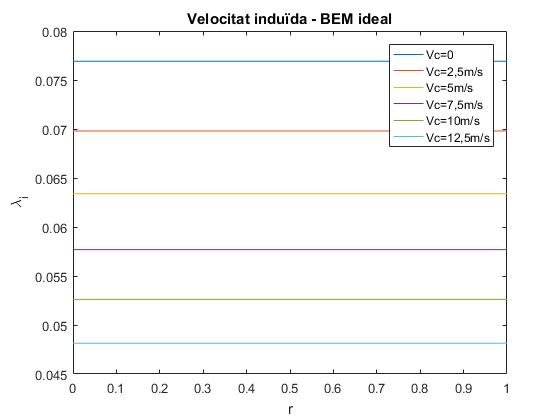 Velocitat induïda - BEM ideal
0.08
0.075
0.07
0.065
0.06
0.055
0.05
0.045
λi
Vc=0
Vc=2,5m/s
Vc=5m/s
Vc=7,5m/s
Vc=10m/s
Vc=12,5m/s
0 0.1 0.2 0.3 0.4 0.5 0.6 0.7 0.8 0.9 1
r